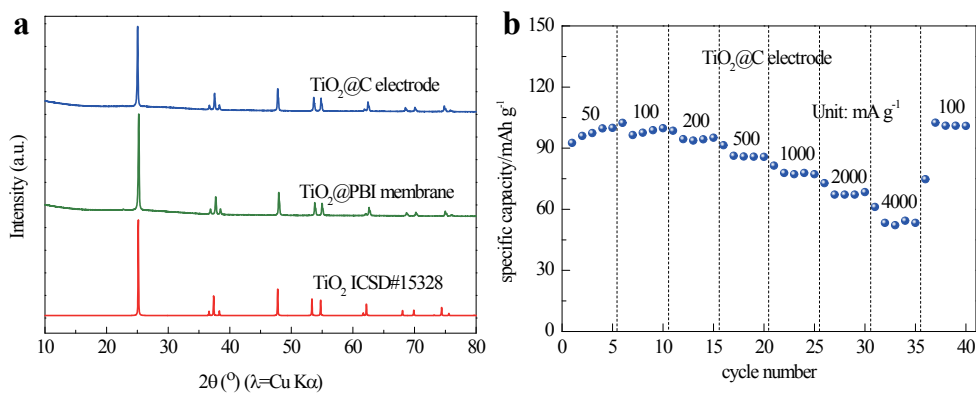 a
TiO₂@C electrode
TiO₂@PBI membrane
TiO₂ ICSD#15328
Intensity (a.u.)
10 20 30 40 50 60 70 80
2θ (°) (λ=Cu Kα)
b
TiO₂@C electrode
Unit: mA g⁻¹
50 100 200 500 1000 2000 4000 100
150
120
90
60
30
0
specific capacity/mAh g⁻¹
0 5 10 15 20 25 30 35 40
cycle number